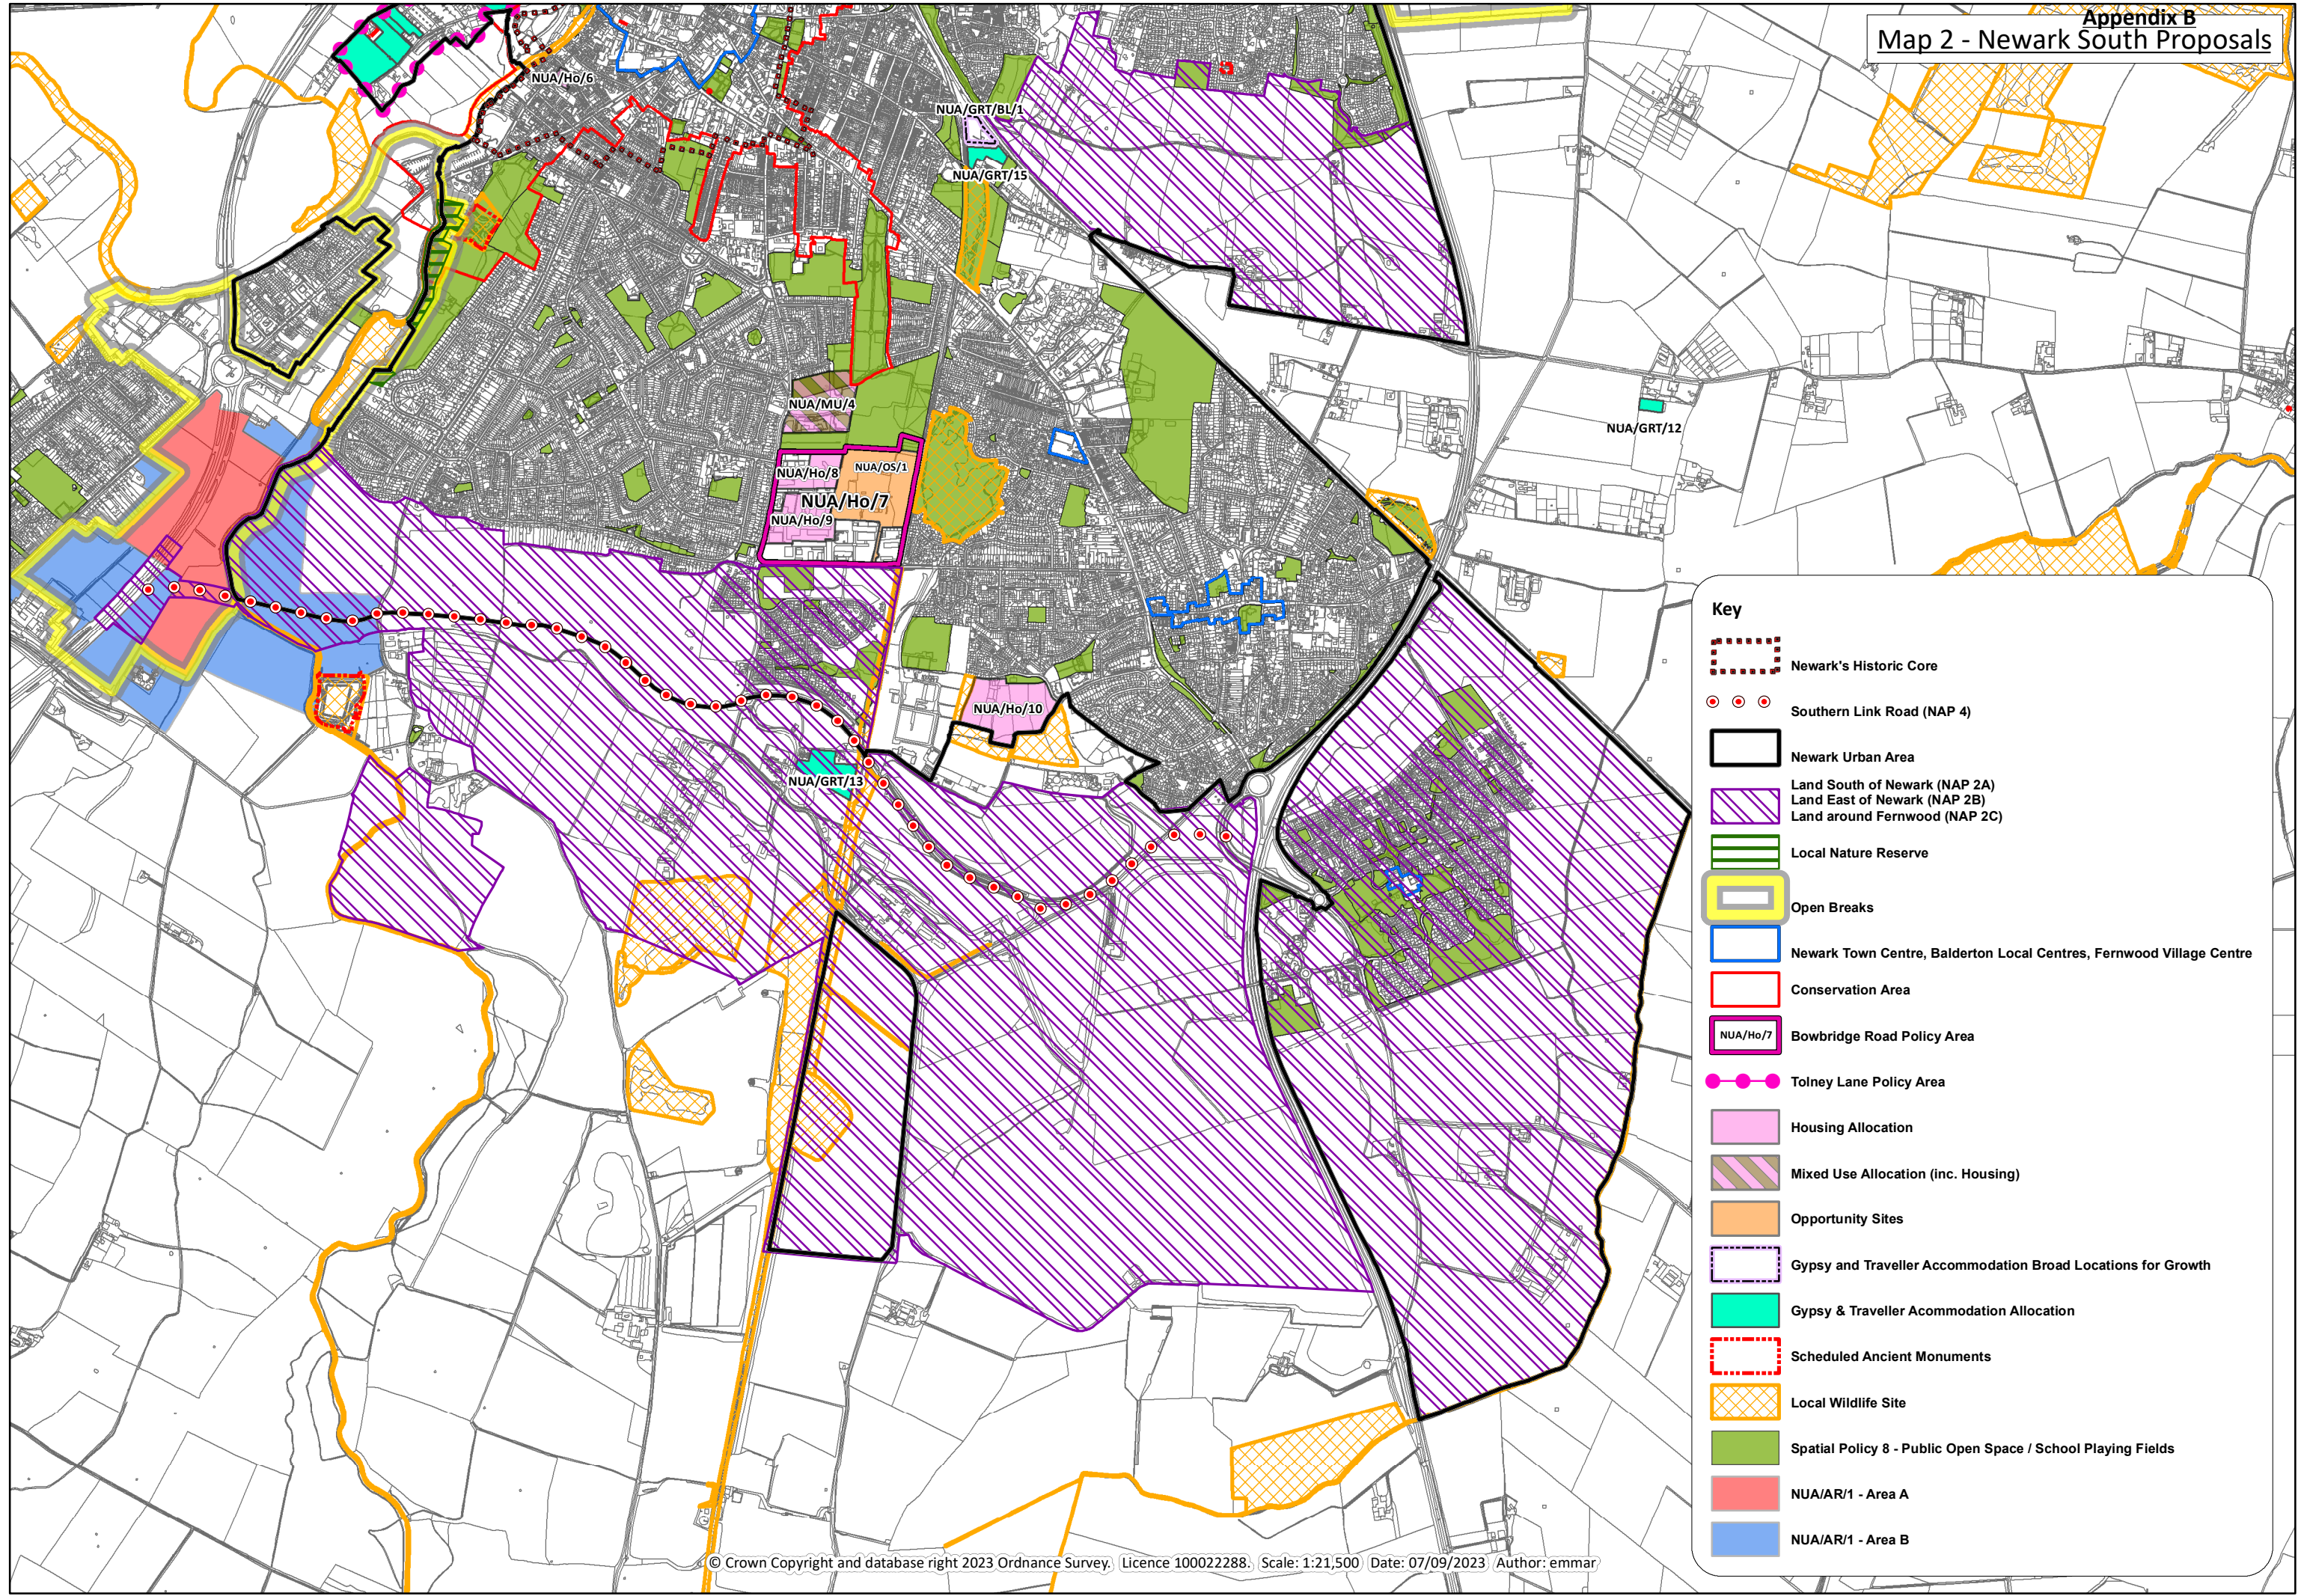 Appendix B
Map 2 - Newark South Proposals
NUA/Ho/6
NUA/GRT/BL/1
NUA/GRT/15
NUA/MU/4
NUA/GRT/12
NUA/Ho/8
NUA/OS/1
NUA/Ho/7
NUA/Ho/9
NUA/Ho/10
NUA/GRT/13
Key
Newark's Historic Core
Southern Link Road (NAP 4)
Newark Urban Area
Land South of Newark (NAP 2A)
Land East of Newark (NAP 2B)
Land around Fernwood (NAP 2C)
Local Nature Reserve
Open Breaks
Newark Town Centre, Balderton Local Centres, Fernwood Village Centre
Conservation Area
NUA/Ho/7 Bowbridge Road Policy Area
Tolney Lane Policy Area
Housing Allocation
Mixed Use Allocation (inc. Housing)
Opportunity Sites
Gypsy and Traveller Accommodation Broad Locations for Growth
Gypsy & Traveller Acommodation Allocation
Scheduled Ancient Monuments
Local Wildlife Site
Spatial Policy 8 - Public Open Space / School Playing Fields
NUA/AR/1 - Area A
NUA/AR/1 - Area B
© Crown Copyright and database right 2023 Ordnance Survey. Licence 100022288. Scale: 1:21,500 Date: 07/09/2023 Author: emmar